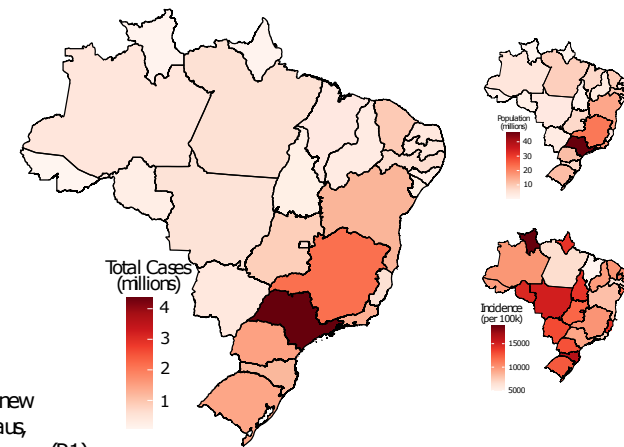 Population
(millions)
40
30
20
10
Total Cases
(millions)
4
3
2
1
Incidence
(per 100k)
15000
10000
5000
new
aus,
(P.1)